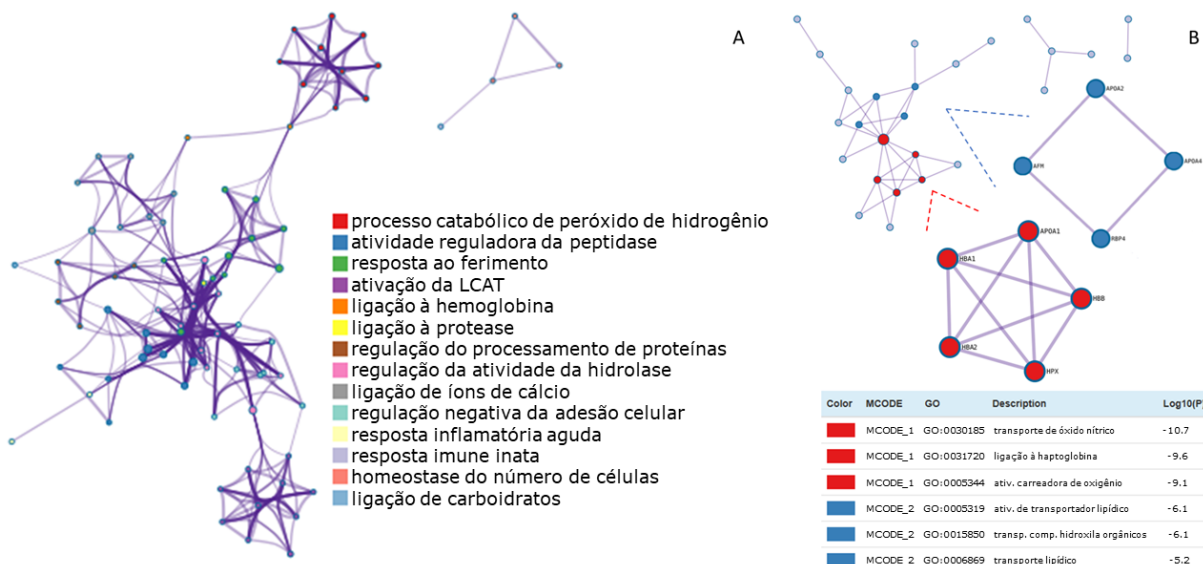 A
B
processo catabólico de peróxido de hidrogênio
atividade reguladora da peptidase
resposta ao ferimento
ativação da LCAT
ligação à hemoglobina
ligação à protease
regulação do processamento de proteínas
regulação da atividade da hidrolase
ligação de íons de cálcio
regulação negativa da adesão celular
resposta inflamatória aguda
resposta imune inata
homeostase do número de células
ligação de carboidratos
APOA2
AFM
APOA4
RBP4
APOA1
HBA1
HBB
HBA2
HPX
Color MCODE GO Description Log10(P)
MCODE_1 GO:0030185 transporte de óxido nítrico -10.7
MCODE_1 GO:0031720 ligação à haptoglobina -9.6
MCODE_1 GO:0005344 ativ. carreadora de oxigênio -9.1
MCODE_2 GO:0005319 ativ. de transportador lipídico -6.1
MCODE_2 GO:0015850 transp. comp. hidroxila orgânicos -6.1
MCODE_2 GO:0006869 transporte lipídico -5.2